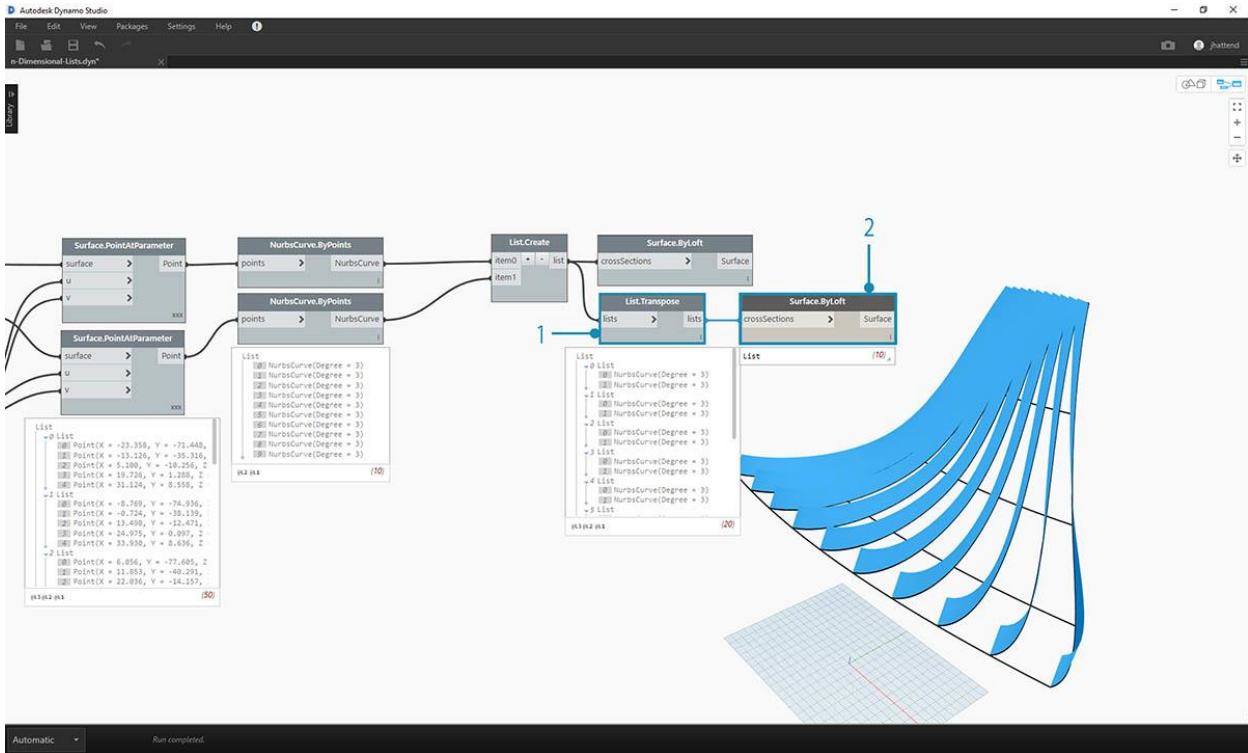 Autodesk Dynamo Studio
File Edit View Packages Settings Help
jhattend
n-Dimensional-Lists.dyn*
Library
2
Surface.PointAtParameter
surface > Point
u >
v >
xxx
NurbsCurve.ByPoints
points > NurbsCurve
List.Create
item0 + - list
item1
Surface.ByLoft
crossSections > Surface
Surface.PointAtParameter
surface > Point
u >
v >
xxx
NurbsCurve.ByPoints
points > NurbsCurve
1
List.Transpose
lists > lists
Surface.ByLoft
crossSections > Surface
List
0 NurbsCurve(Degree = 3)
1 NurbsCurve(Degree = 3)
2 NurbsCurve(Degree = 3)
3 NurbsCurve(Degree = 3)
4 NurbsCurve(Degree = 3)
5 NurbsCurve(Degree = 3)
6 NurbsCurve(Degree = 3)
7 NurbsCurve(Degree = 3)
8 NurbsCurve(Degree = 3)
9 NurbsCurve(Degree = 3)
@L2 @L1 {10}
List
0 List
0 NurbsCurve(Degree = 3)
1 NurbsCurve(Degree = 3)
1 List
0 NurbsCurve(Degree = 3)
1 NurbsCurve(Degree = 3)
2 List
0 NurbsCurve(Degree = 3)
1 NurbsCurve(Degree = 3)
3 List
0 NurbsCurve(Degree = 3)
1 NurbsCurve(Degree = 3)
4 List
0 NurbsCurve(Degree = 3)
1 NurbsCurve(Degree = 3)
5 List
@L3 @L2 @L1 {20}
List {10}
List
0 List
0 Point(X = -23.358, Y = -71.448,
1 Point(X = -13.126, Y = -35.316,
2 Point(X = 5.100, Y = -10.256, Z
3 Point(X = 19.726, Y = 1.288, Z
4 Point(X = 31.124, Y = 8.558, Z
1 List
0 Point(X = -8.769, Y = -74.936,
1 Point(X = -0.724, Y = -38.139,
2 Point(X = 13.498, Y = -12.471,
3 Point(X = 24.975, Y = 0.097, Z
4 Point(X = 33.930, Y = 8.636, Z
2 List
0 Point(X = 6.056, Y = -77.605, Z
1 Point(X = 11.853, Y = -40.291,
2 Point(X = 22.036, Y = -14.157,
@L3 @L2 @L1 {50}
Automatic
Run completed.